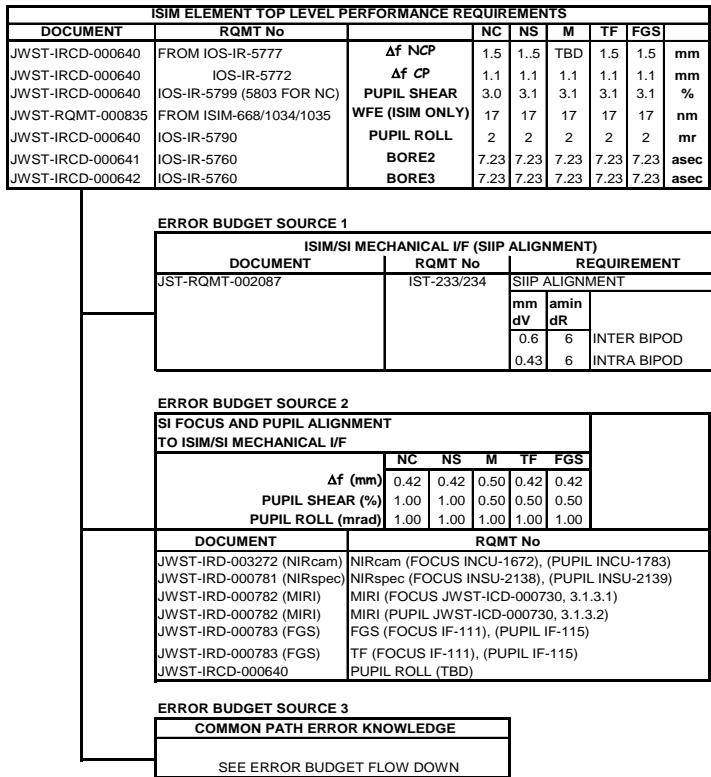 ISIM ELEMENT TOP LEVEL PERFORMANCE REQUIREMENTS
DOCUMENT RQMT No NC NS M TF FGS
JWST-IRCD-000640 FROM IOS-IR-5777 Δf NCP 1.5 1..5 TBD 1.5 1.5 mm
JWST-IRCD-000640 IOS-IR-5772 Δf CP 1.1 1.1 1.1 1.1 1.1 mm
JWST-IRCD-000640 IOS-IR-5799 (5803 FOR NC) PUPIL SHEAR 3.0 3.1 3.1 3.1 3.1 %
JWST-RQMT-000835 FROM ISIM-668/1034/1035 WFE (ISIM ONLY) 17 17 17 17 17 nm
JWST-IRCD-000640 IOS-IR-5790 PUPIL ROLL 2 2 2 2 2 mr
JWST-IRCD-000641 IOS-IR-5760 BORE2 7.23 7.23 7.23 7.23 7.23 asec
JWST-IRCD-000642 IOS-IR-5760 BORE3 7.23 7.23 7.23 7.23 7.23 asec
ERROR BUDGET SOURCE 1
ISIM/SI MECHANICAL I/F (SIIP ALIGNMENT)
DOCUMENT RQMT No REQUIREMENT
JST-RQMT-002087 IST-233/234 SIIP ALIGNMENT
mm amin
dV dR
0.6 6 INTER BIPOD
0.43 6 INTRA BIPOD
ERROR BUDGET SOURCE 2
SI FOCUS AND PUPIL ALIGNMENT
TO ISIM/SI MECHANICAL I/F
NC NS M TF FGS
Δf (mm) 0.42 0.42 0.50 0.42 0.42
PUPIL SHEAR (%) 1.00 1.00 0.50 0.50 0.50
PUPIL ROLL (mrad) 1.00 1.00 1.00 1.00 1.00
DOCUMENT RQMT No
JWST-IRD-003272 (NIRcam) NIRcam (FOCUS INCU-1672), (PUPIL INCU-1783)
JWST-IRD-000781 (NIRspec) NIRspec (FOCUS INSU-2138), (PUPIL INSU-2139)
JWST-IRD-000782 (MIRI) MIRI (FOCUS JWST-ICD-000730, 3.1.3.1)
JWST-IRD-000782 (MIRI) MIRI (PUPIL JWST-ICD-000730, 3.1.3.2)
JWST-IRD-000783 (FGS) FGS (FOCUS IF-111), (PUPIL IF-115)
JWST-IRD-000783 (FGS) TF (FOCUS IF-111), (PUPIL IF-115)
JWST-IRCD-000640 PUPIL ROLL (TBD)
ERROR BUDGET SOURCE 3
COMMON PATH ERROR KNOWLEDGE
SEE ERROR BUDGET FLOW DOWN